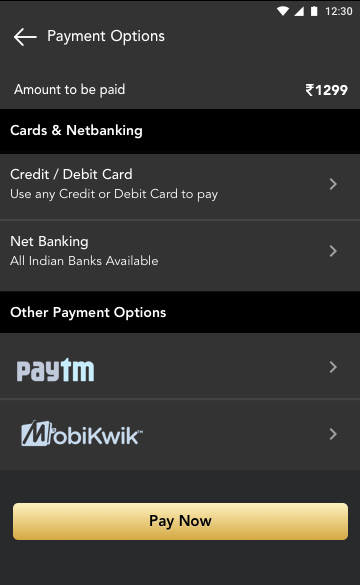 12:30
Payment Options
Amount to be paid ₹1299
Cards & Netbanking
Credit / Debit Card
Use any Credit or Debit Card to pay
Net Banking
All Indian Banks Available
Other Payment Options
paytm
MobiKwik™
Pay Now